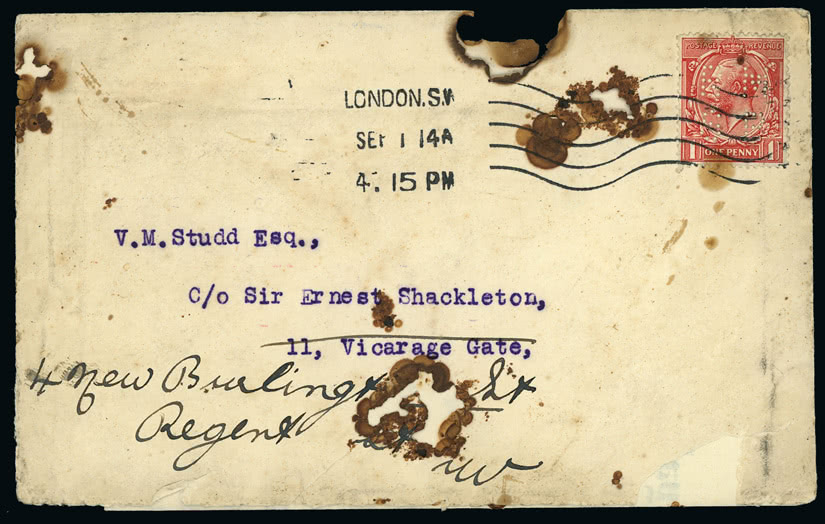 LONDON.S.W
SEP 1 14A
4. 15 PM
POSTAGE REVENUE
ONE PENNY
V.M.Studd Esq.,
C/o Sir Ernest Shackleton,
11, Vicarage Gate,
4 New Burlington St
Regent St
W